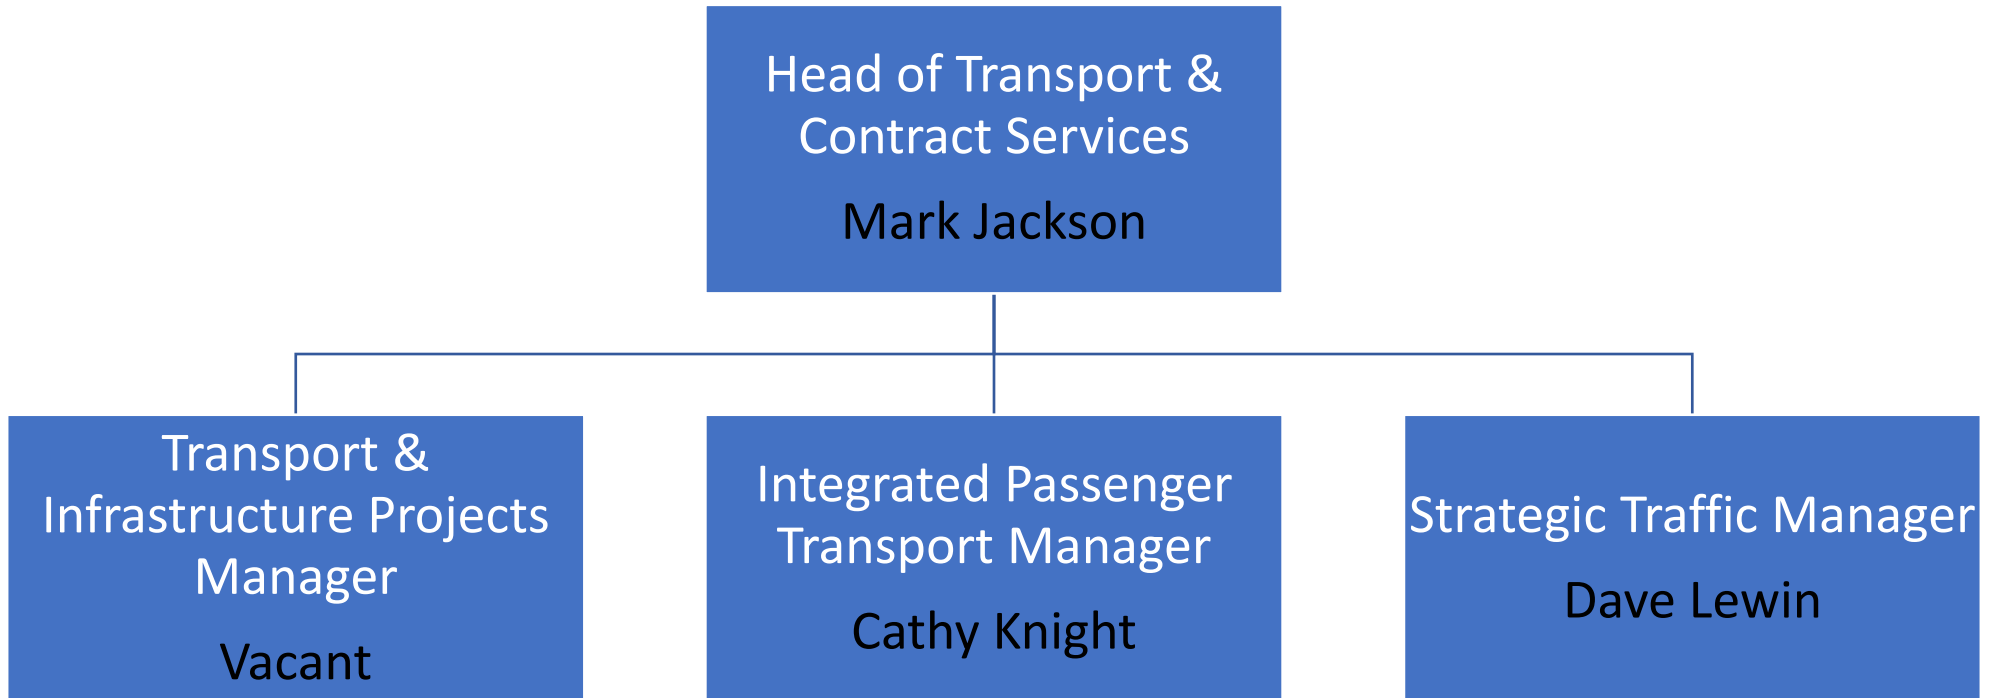 Head of Transport &
Contract Services
Mark Jackson
Transport &
Infrastructure Projects
Manager
Vacant
Integrated Passenger
Transport Manager
Cathy Knight
Strategic Traffic Manager
Dave Lewin